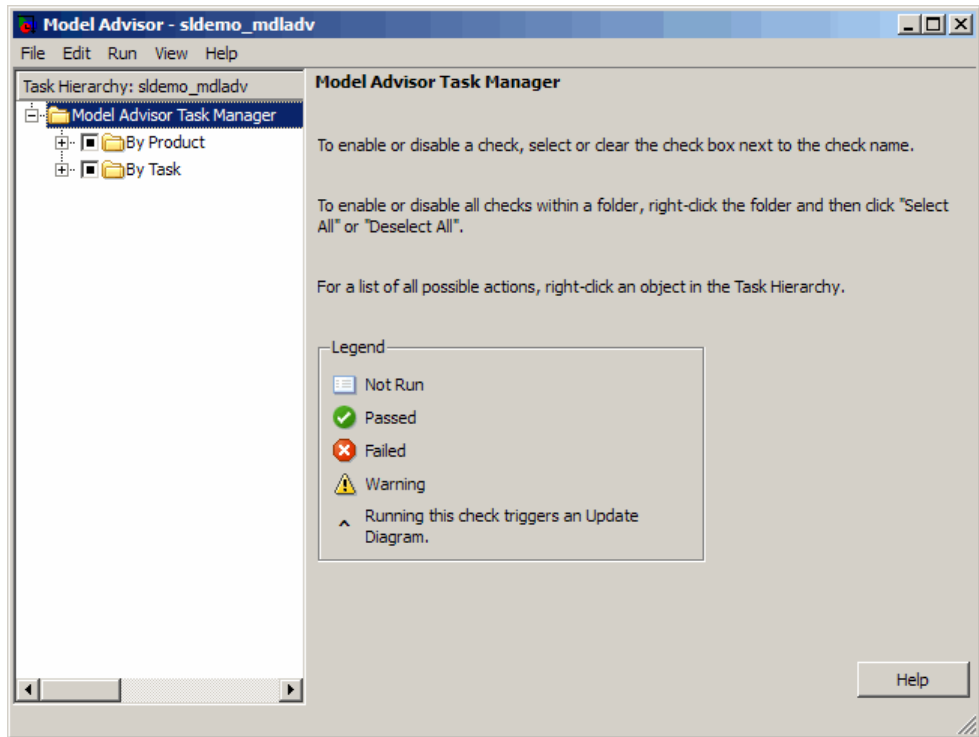 Model Advisor - sldemo_mdladv
File Edit Run View Help
Task Hierarchy: sldemo_mdladv
Model Advisor Task Manager
By Product
By Task
Model Advisor Task Manager
To enable or disable a check, select or clear the check box next to the check name.
To enable or disable all checks within a folder, right-click the folder and then click "Select
All" or "Deselect All".
For a list of all possible actions, right-click an object in the Task Hierarchy.
Legend
Not Run
Passed
Failed
Warning
^ Running this check triggers an Update
Diagram.
Help